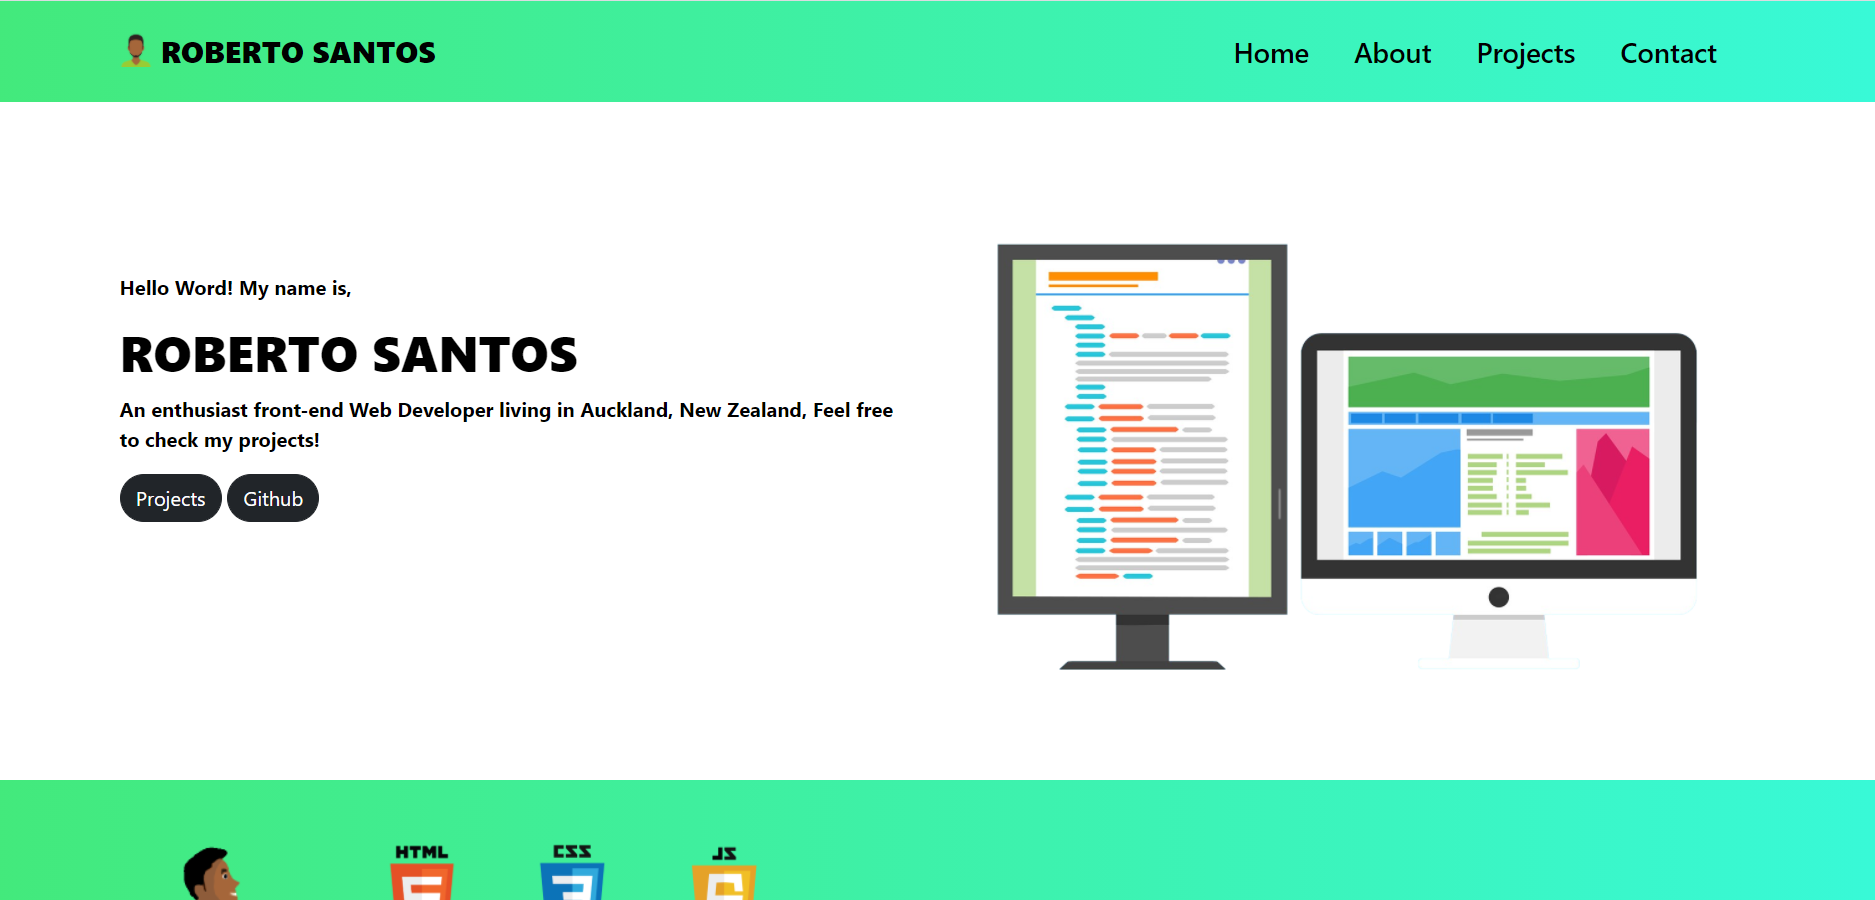 ROBERTO SANTOS
Home About Projects Contact
Hello Word! My name is,
ROBERTO SANTOS
An enthusiast front-end Web Developer living in Auckland, New Zealand, Feel free
to check my projects!
Projects Github
HTML CSS JS